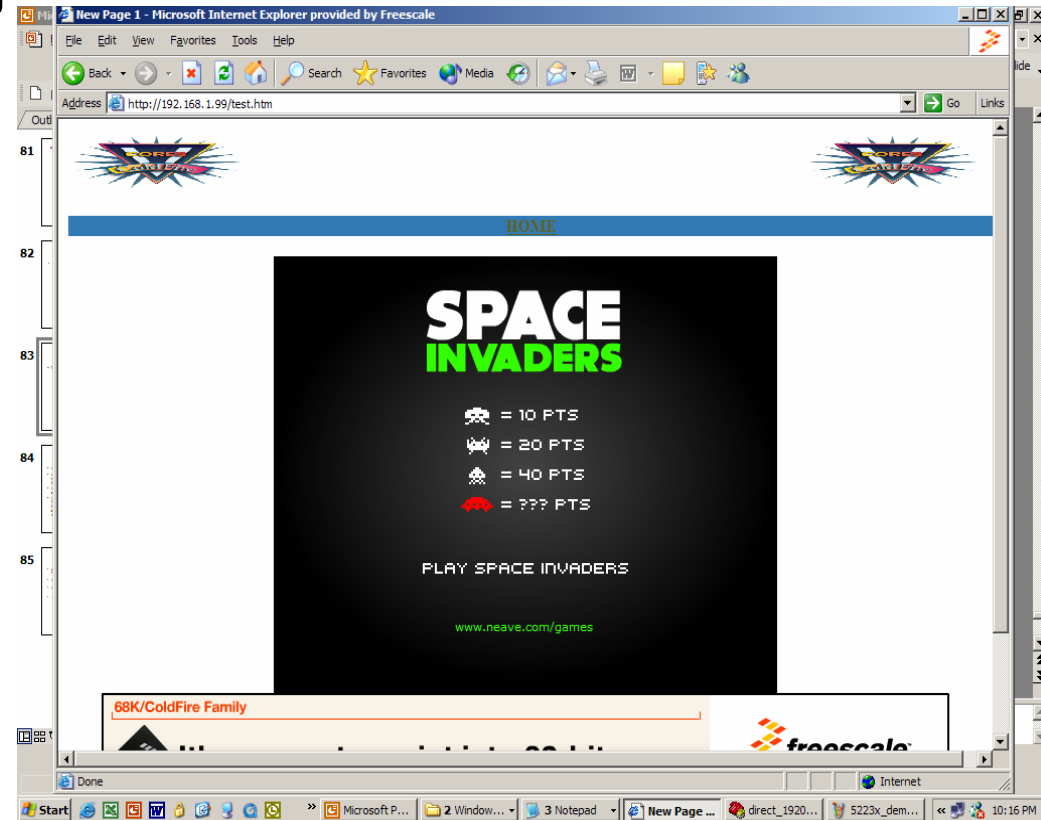 New Page 1 - Microsoft Internet Explorer provided by Freescale
File Edit View Favorites Tools Help
Back Search Favorites Media
Address http://192.168.1.99/test.htm Go Links
Outl
lide
81
82
83
84
85
HOME
SPACE
INVADERS
= 10 PTS
= 20 PTS
= 40 PTS
= ??? PTS
PLAY SPACE INVADERS
www.neave.com/games
68K/ColdFire Family
freescale
Done Internet
Start Microsoft P... 2 Window... 3 Notepad New Page ... direct_1920... 5223x_dem... 10:16 PM